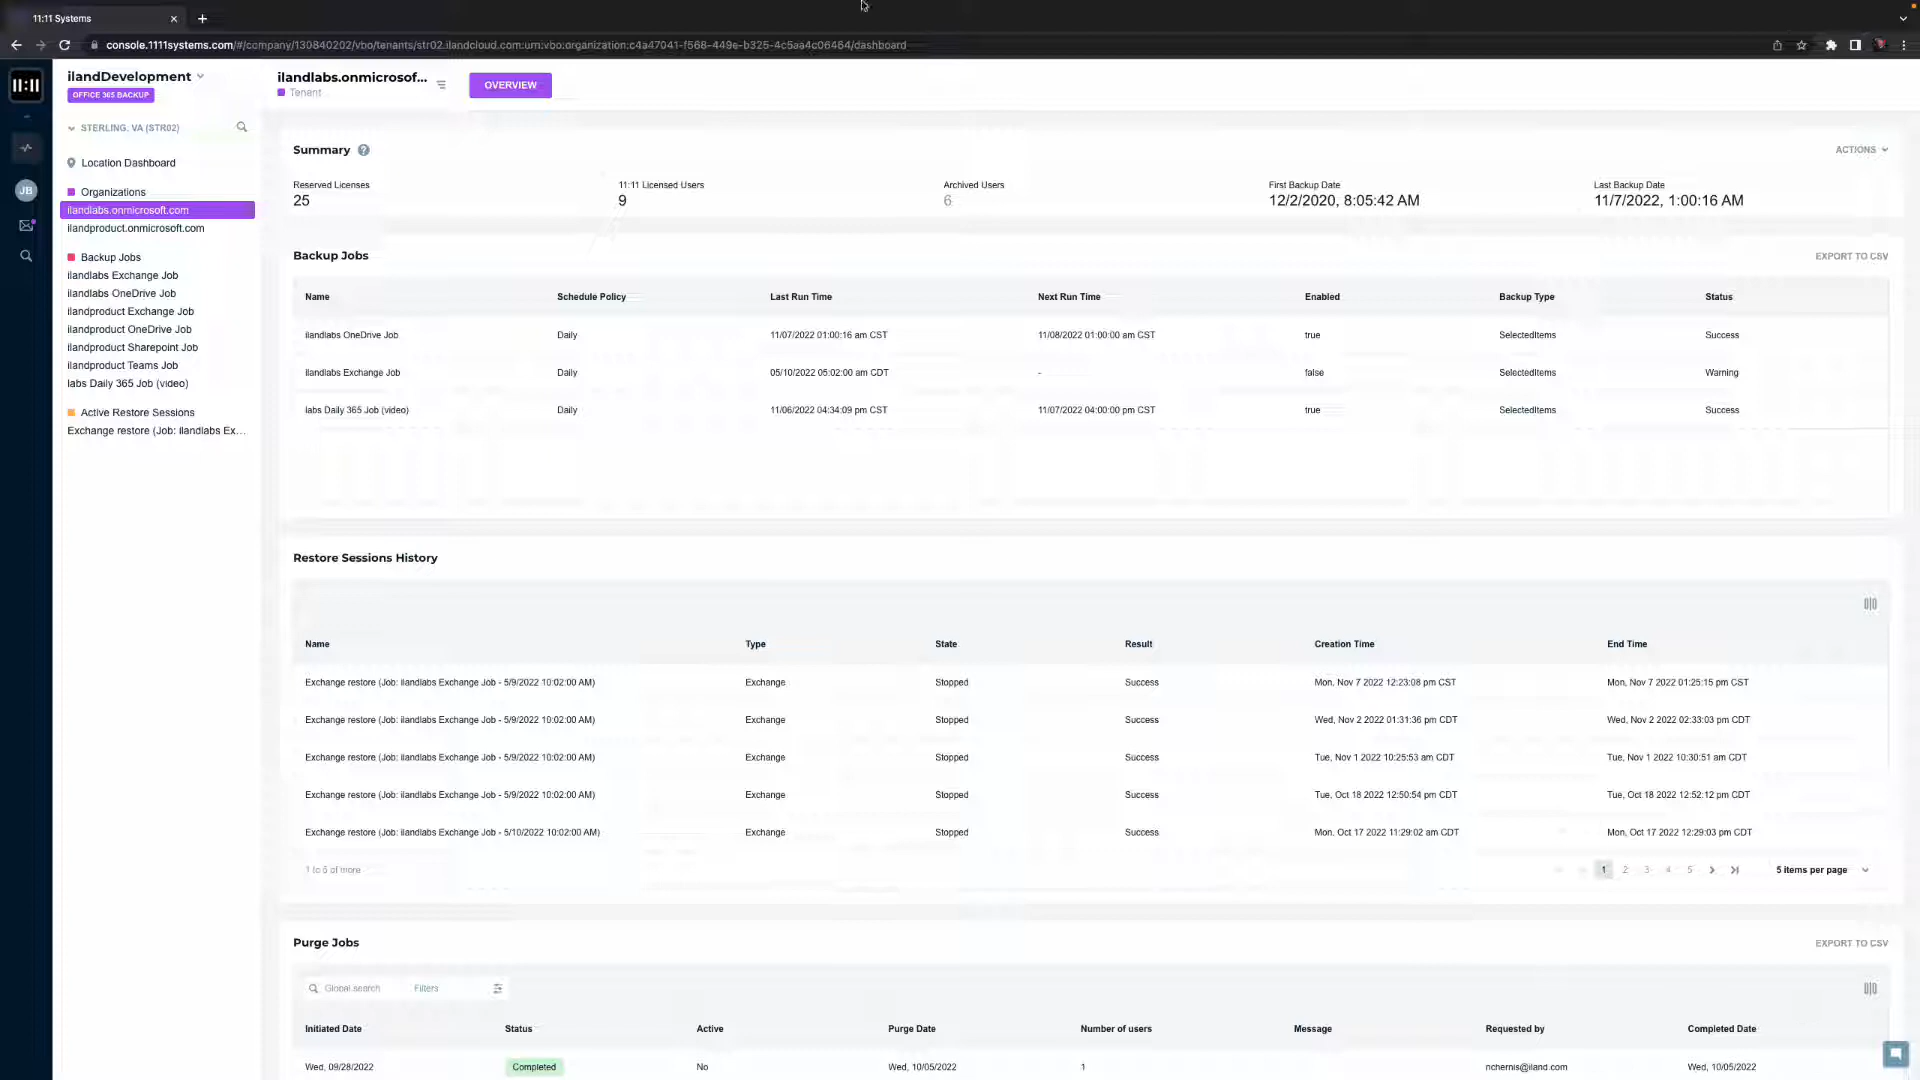 11:11 Systems
console.1111systems.com/#/company/130840202/vbo/tenants/str02.ilandcloud.com:urn:vbo:organization:c4a47041-f568-449e-b325-4c5aa4c06464/dashboard
11:11
ilandDevelopment
OFFICE 365 BACKUP
STERLING, VA (STR02)
Location Dashboard
Organizations
ilandlabs.onmicrosoft.com
ilandproduct.onmicrosoft.com
Backup Jobs
ilandlabs Exchange Job
ilandlabs OneDrive Job
ilandproduct Exchange Job
ilandproduct OneDrive Job
ilandproduct Sharepoint Job
ilandproduct Teams Job
labs Daily 365 Job (video)
Active Restore Sessions
Exchange restore (Job: ilandlabs Ex...
JB
ilandlabs.onmicrosof...
Tenant
OVERVIEW
Summary ?
ACTIONS
Reserved Licenses 11:11 Licensed Users Archived Users First Backup Date Last Backup Date
25 9 6 12/2/2020, 8:05:42 AM 11/7/2022, 1:00:16 AM
Backup Jobs
EXPORT TO CSV
Name Schedule Policy Last Run Time Next Run Time Enabled Backup Type Status
ilandlabs OneDrive Job Daily 11/07/2022 01:00:16 am CST 11/08/2022 01:00:00 am CST true SelectedItems Success
ilandlabs Exchange Job Daily 05/10/2022 05:02:00 am CDT - false SelectedItems Warning
labs Daily 365 Job (video) Daily 11/06/2022 04:34:09 pm CST 11/07/2022 04:00:00 pm CST true SelectedItems Success
Restore Sessions History
Name Type State Result Creation Time End Time
Exchange restore (Job: ilandlabs Exchange Job - 5/9/2022 10:02:00 AM) Exchange Stopped Success Mon, Nov 7 2022 12:23:08 pm CST Mon, Nov 7 2022 01:25:15 pm CST
Exchange restore (Job: ilandlabs Exchange Job - 5/9/2022 10:02:00 AM) Exchange Stopped Success Wed, Nov 2 2022 01:31:36 pm CDT Wed, Nov 2 2022 02:33:03 pm CDT
Exchange restore (Job: ilandlabs Exchange Job - 5/9/2022 10:02:00 AM) Exchange Stopped Success Tue, Nov 1 2022 10:25:53 am CDT Tue, Nov 1 2022 10:30:51 am CDT
Exchange restore (Job: ilandlabs Exchange Job - 5/9/2022 10:02:00 AM) Exchange Stopped Success Tue, Oct 18 2022 12:50:54 pm CDT Tue, Oct 18 2022 12:52:12 pm CDT
Exchange restore (Job: ilandlabs Exchange Job - 5/10/2022 10:02:00 AM) Exchange Stopped Success Mon, Oct 17 2022 11:29:02 am CDT Mon, Oct 17 2022 12:29:03 pm CDT
1 to 5 of more
1 2 3 4 5
5 items per page
Purge Jobs
EXPORT TO CSV
Global search Filters
Initiated Date Status Active Purge Date Number of users Message Requested by Completed Date
Wed, 09/28/2022 Completed No Wed, 10/05/2022 1 nchernis@iland.com Wed, 10/05/2022